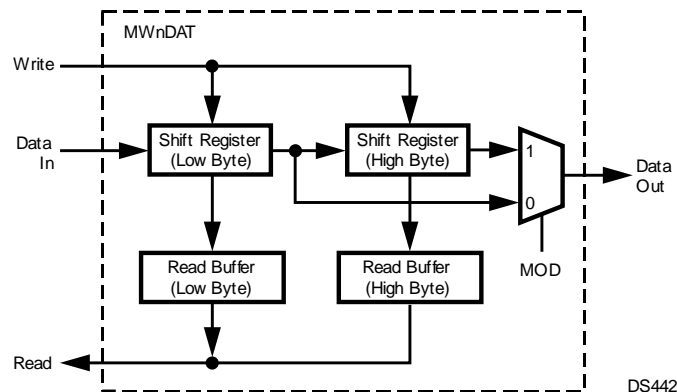 MWnDAT
Write
Data
In
Shift Register
(Low Byte)
Shift Register
(High Byte)
1
0
Data
Out
MOD
Read Buffer
(Low Byte)
Read Buffer
(High Byte)
Read
DS442